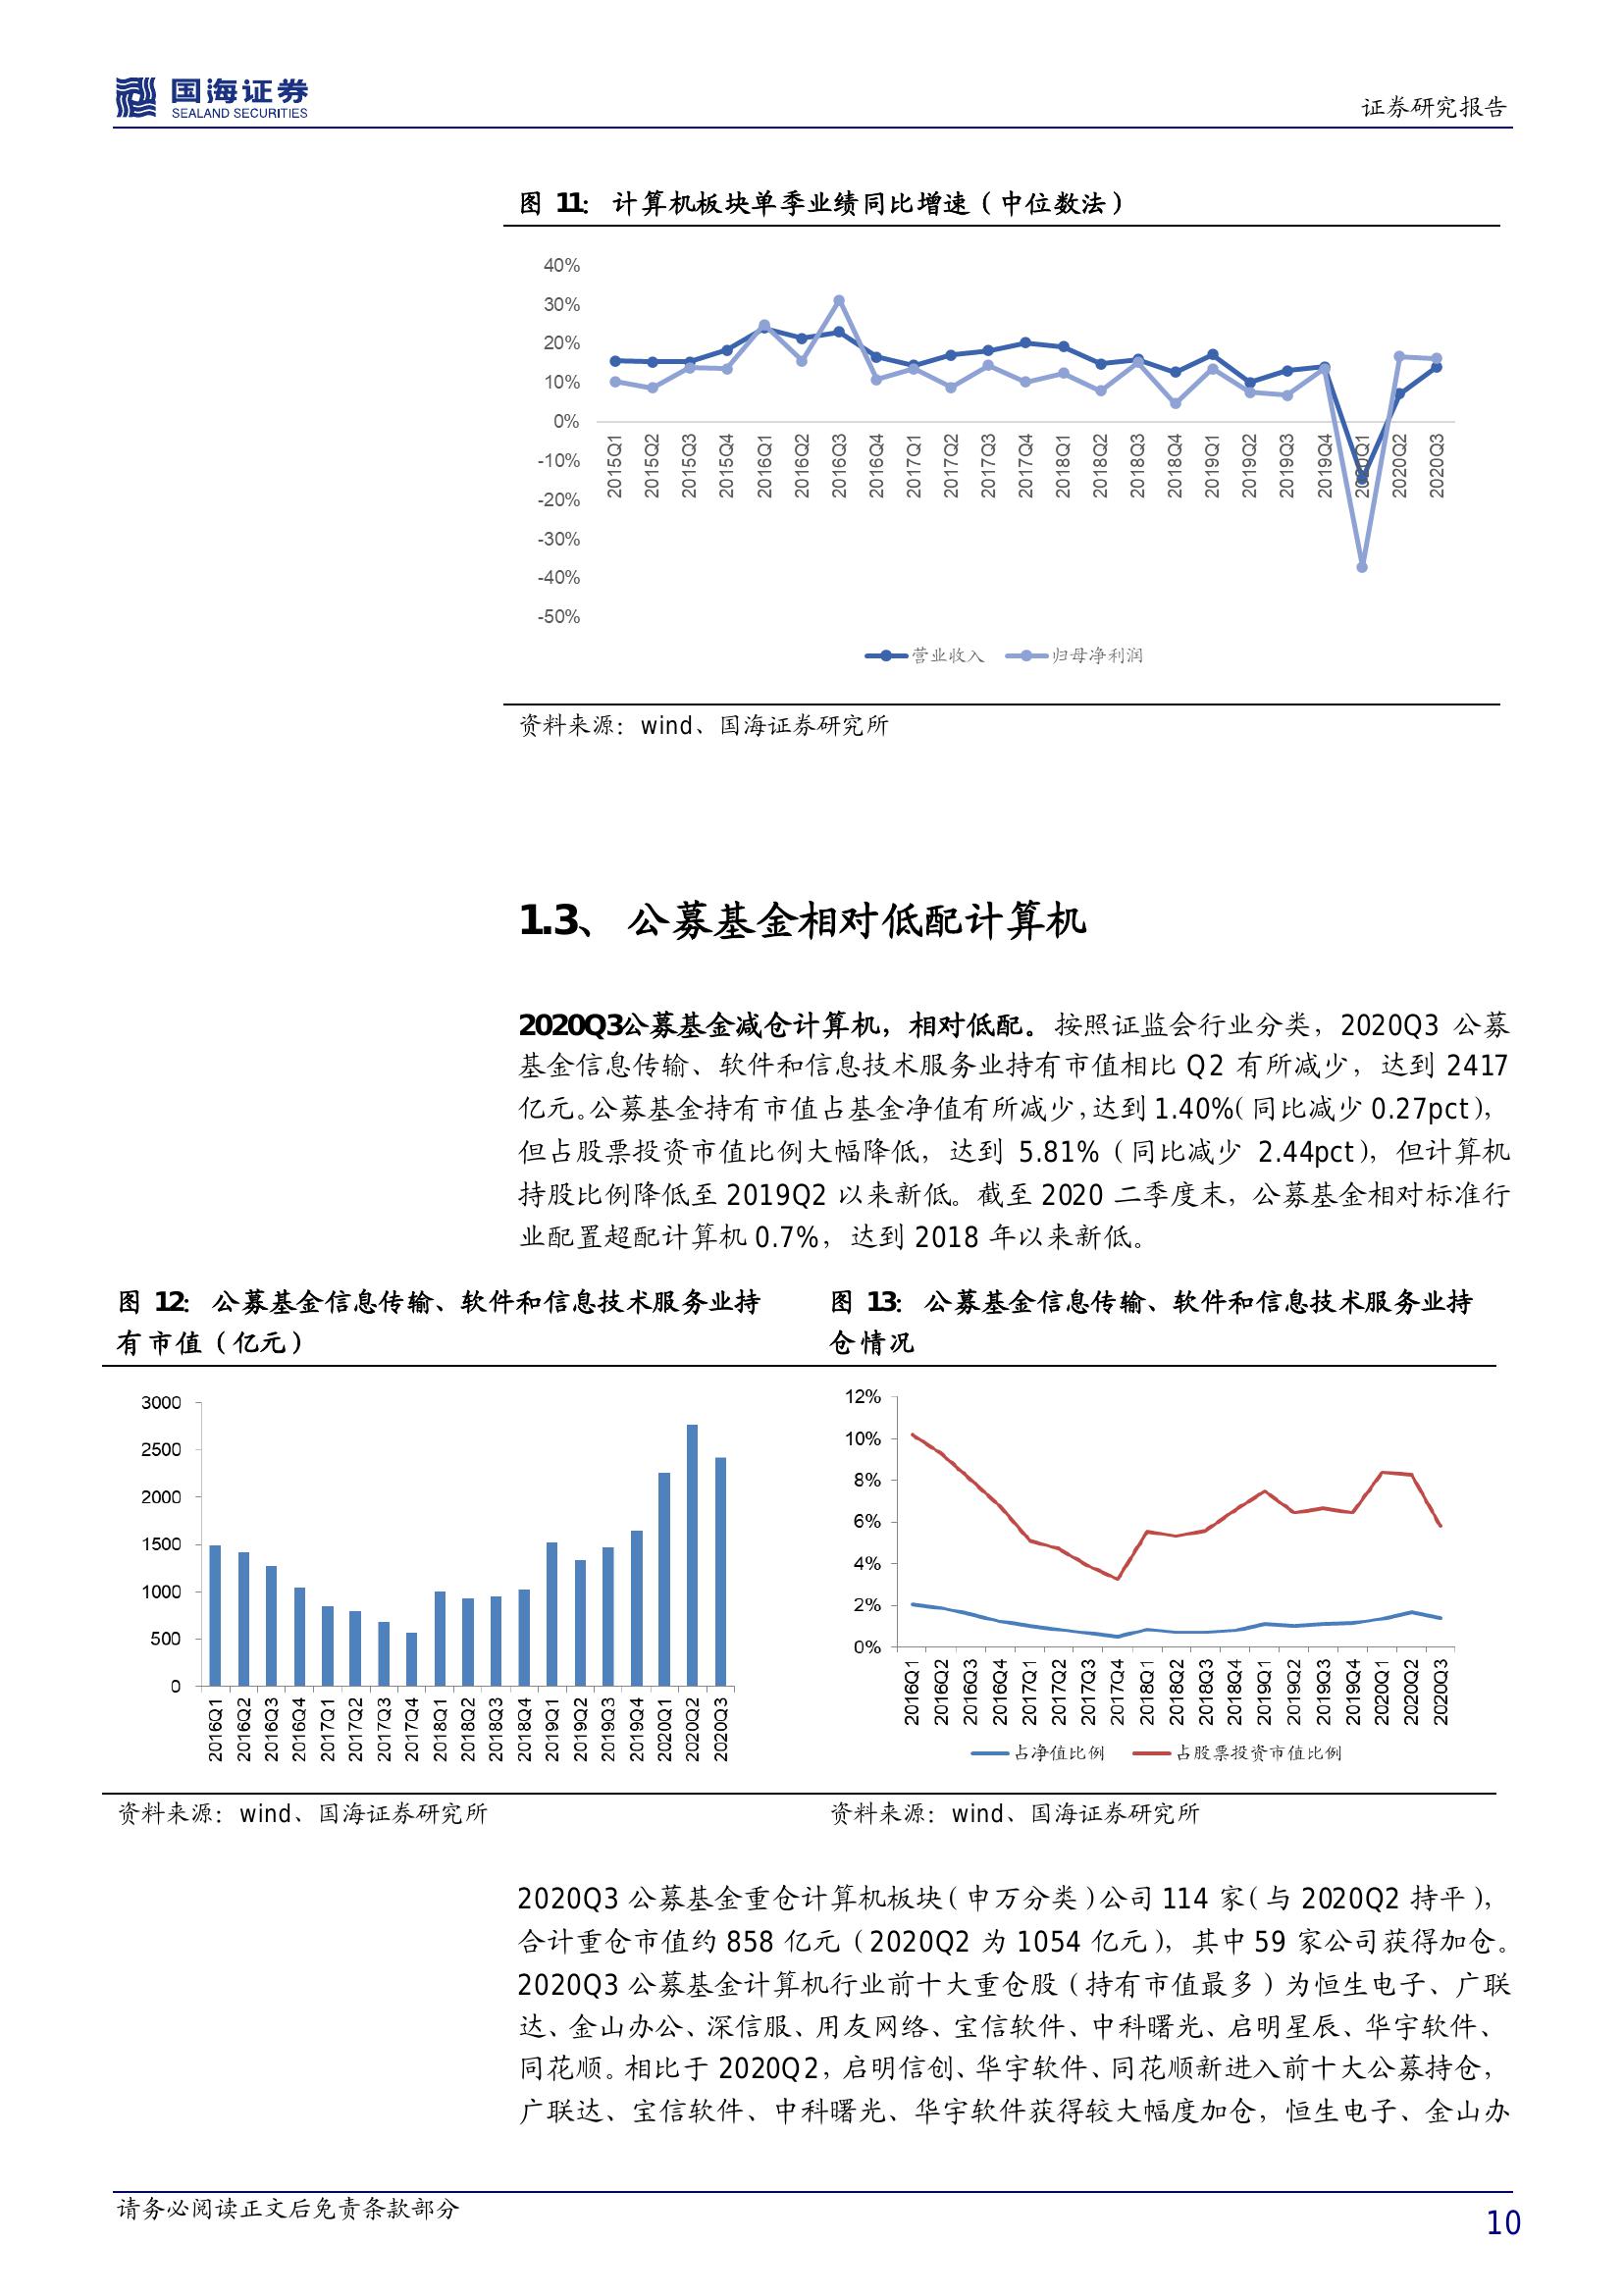 国海证券
SEALAND SECURITIES
证券研究报告
图 11： 计算机板块单季业绩同比增速（中位数法）
40%
30%
20%
10%
0%
-10%
-20%
-30%
-40%
-50%
2015Q1
2015Q2
2015Q3
2015Q4
2016Q1
2016Q2
2016Q3
2016Q4
2017Q1
2017Q2
2017Q3
2017Q4
2018Q1
2018Q2
2018Q3
2018Q4
2019Q1
2019Q2
2019Q3
2019Q4
2020Q1
2020Q2
2020Q3
营业收入 归母净利润
资料来源：wind、国海证券研究所
1.3、 公募基金相对低配计算机
2020Q3公募基金减仓计算机，相对低配。按照证监会行业分类，2020Q3 公募
基金信息传输、软件和信息技术服务业持有市值相比 Q2 有所减少，达到 2417
亿元。公募基金持有市值占基金净值有所减少，达到 1.40%（同比减少 0.27pct），
但占股票投资市值比例大幅降低，达到 5.81%（同比减少 2.44pct），但计算机
持股比例降低至 2019Q2 以来新低。截至 2020 二季度末，公募基金相对标准行
业配置超配计算机 0.7%，达到 2018 年以来新低。
图 12： 公募基金信息传输、软件和信息技术服务业持
有市值（亿元）
3000
2500
2000
1500
1000
500
0
2016Q1
2016Q2
2016Q3
2016Q4
2017Q1
2017Q2
2017Q3
2017Q4
2018Q1
2018Q2
2018Q3
2018Q4
2019Q1
2019Q2
2019Q3
2019Q4
2020Q1
2020Q2
2020Q3
资料来源：wind、国海证券研究所
图 13： 公募基金信息传输、软件和信息技术服务业持
仓情况
12%
10%
8%
6%
4%
2%
0%
2016Q1
2016Q2
2016Q3
2016Q4
2017Q1
2017Q2
2017Q3
2017Q4
2018Q1
2018Q2
2018Q3
2018Q4
2019Q1
2019Q2
2019Q3
2019Q4
2020Q1
2020Q2
2020Q3
占净值比例 占股票投资市值比例
资料来源：wind、国海证券研究所
2020Q3 公募基金重仓计算机板块（申万分类）公司 114 家（与 2020Q2 持平），
合计重仓市值约 858 亿元（2020Q2 为 1054 亿元），其中 59 家公司获得加仓。
2020Q3 公募基金计算机行业前十大重仓股（持有市值最多）为恒生电子、广联
达、金山办公、深信服、用友网络、宝信软件、中科曙光、启明星辰、华宇软件、
同花顺。相比于 2020Q2，启明信创、华宇软件、同花顺新进入前十大公募持仓，
广联达、宝信软件、中科曙光、华宇软件获得较大幅度加仓，恒生电子、金山办
请务必阅读正文后免责条款部分
10